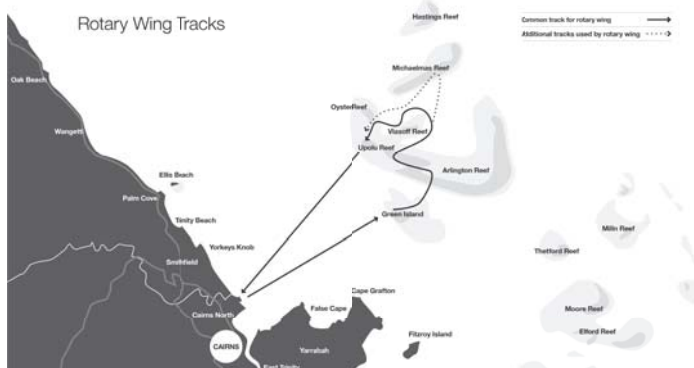 Rotary Wing Tracks
Hastings Reef
Common track for rotary wing
Additional tracks used by rotary wing
Michaelmas Reef
Oak Beach
OysterReef
Wangetti
Vlasoff Reef
Upolu Reef
Ellis Beach
Arlington Reef
Palm Cove
Trinity Beach
Green Island
Milln Reef
Yorkeys Knob
Thetford Reef
Smithfield
Cape Grafton
Cairns North
False Cape
Moore Reef
Fitzroy Island
Elford Reef
CAIRNS
Yarrabah
East Trinity